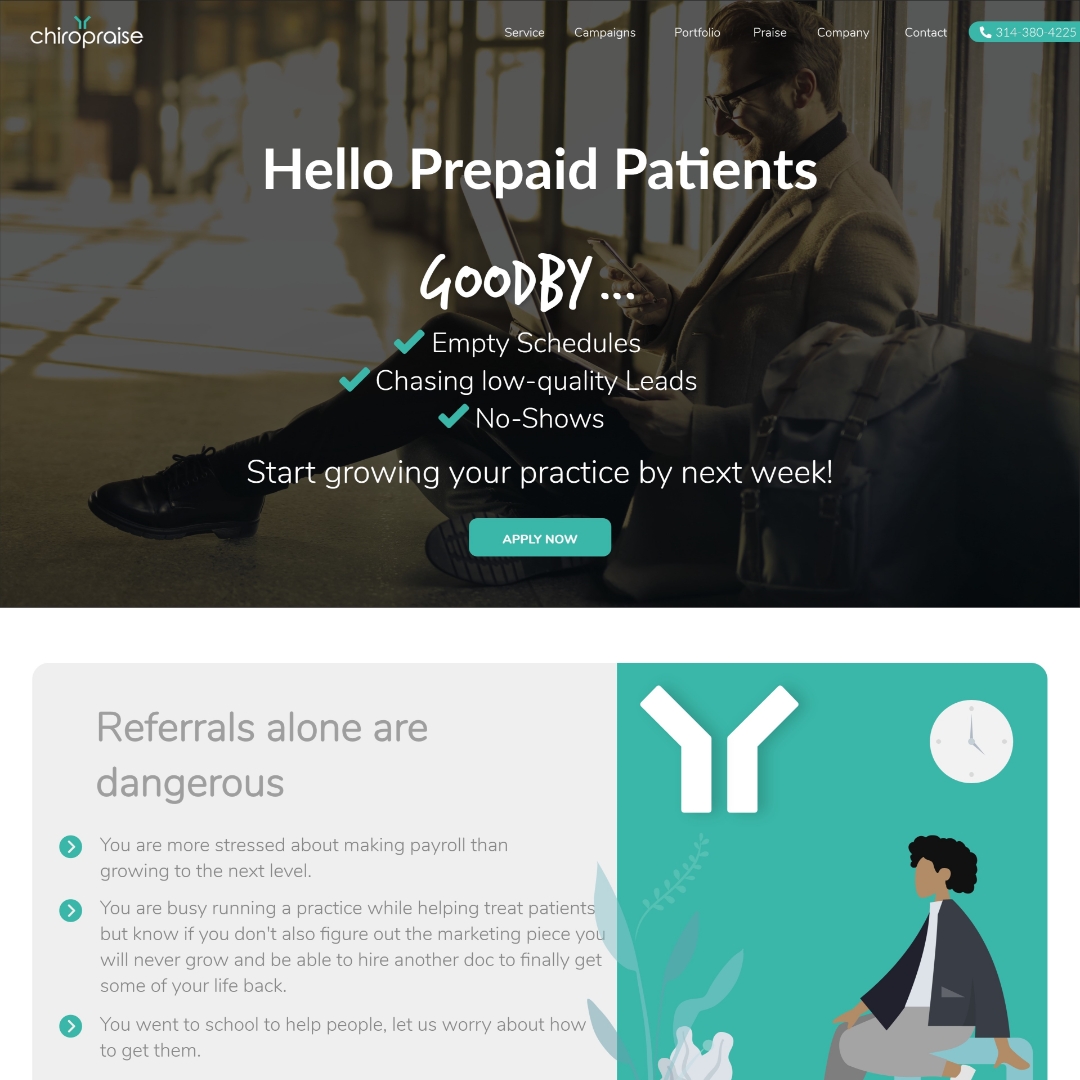 chiropraise
Service Campaigns Portfolio Praise Company Contact 314-380-4225
Hello Prepaid Patients
GOODBY ...
Empty Schedules
Chasing low-quality Leads
No-Shows
Start growing your practice by next week!
APPLY NOW
Referrals alone are
dangerous
You are more stressed about making payroll than
growing to the next level.
You are busy running a practice while helping treat patients
but know if you don't also figure out the marketing piece you
will never grow and be able to hire another doc to finally get
some of your life back.
You went to school to help people, let us worry about how
to get them.